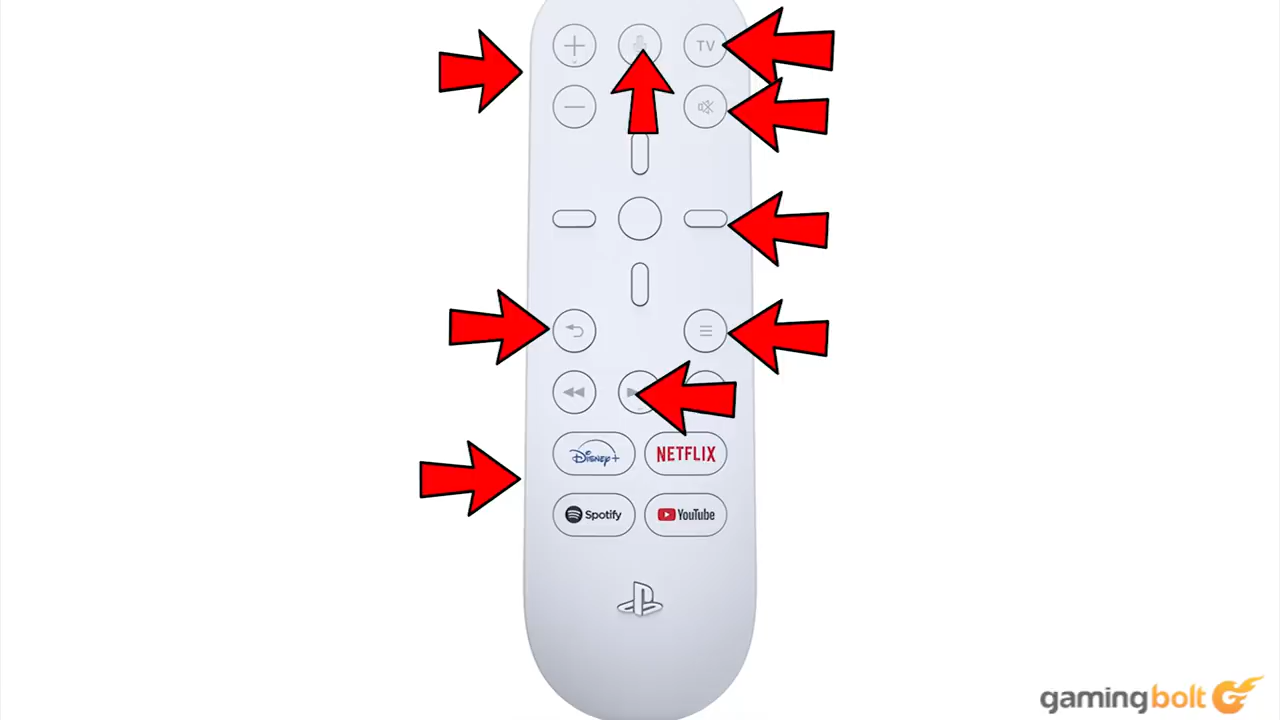 TV
Disney+
NETFLIX
Spotify
YouTube
gamingbolt